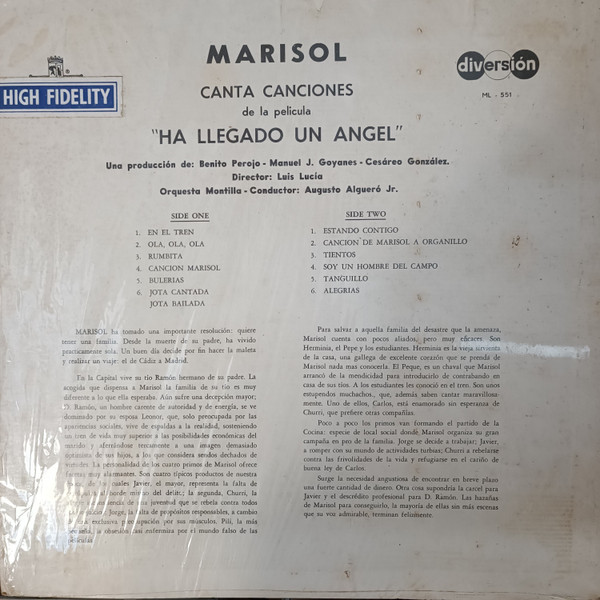 MARISOL
diversión
HIGH FIDELITY
CANTA CANCIONES
ML - 551
de la película
"HA LLEGADO UN ANGEL"
Una producción de: Benito Perojo - Manuel J. Goyanes - Cesáreo González.
Director: Luis Lucia
Orquesta Montilla - Conductor: Augusto Algueró Jr.
SIDE ONE
1. EN EL TREN
2. OLA, OLA, OLA
3. RUMBITA
4. CANCION MARISOL
5. BULERIAS
6. JOTA CANTADA
JOTA BAILADA
SIDE TWO
1. ESTANDO CONTIGO
2. CANCION DE MARISOL A ORGANILLO
3. TIENTOS
4. SOY UN HOMBRE DEL CAMPO
5. TANGUILLO
6. ALEGRIAS
MARISOL ha tomado una importante resolución: quiere
tener una familia. Desde la muerte de su padre, ha vivido
practicamente sola. Un buen día decide por fin hacer la maleta
y realizar un viaje: el de Cádiz a Madrid.
En la Capital vive su tío Ramón hermano de su padre. La
acogida que dispensa a Marisol la familia de su tío es muy
diferente a lo que ella esperaba. Aún sufre una decepción mayor;
D. Ramón, un hombre carente de autoridad y de energía, se ve
dominado por su esposa Leonor, que, solo preocupada por las
apariencias sociales, vive de espaldas a la realidad, sosteniendo
un tren de vida muy superior a las posibilidades económicas del
marido y aferrándose tercamente a una imagen demasiado
de sus hijos, a los que considera sendos dechados de
La personalidad de los cuatro primos de Marisol ofrece
muy alarmantes. Son cuatro típicos productos de nuestra
de los cuales Javier, el mayor, representa la falta de
borde mismo del delito; la segunda, Churri, la
de una juventud que se rebela contra todos
Jorge, la falta de propósitos responsables, a cambio
exclusiva preocupación por sus músculos. Pili, la más
la obsesión casi enfermiza por el mundo falso de las
películas.
Para salvar a aquella familia del desastre que la amenaza,
Marisol cuenta con pocos aliados, pero muy eficaces Son
Herminia, el Pepe y los estudiantes. Herminia es la vieja sirvienta
de la casa, una gallega de excelente corazón que se prenda de
Marisol nada mas conocerla. El Peque, es un chaval que Marisol
arrancó de la mendicidad para introducirlo de contrabando en
casa de sus tíos. A los estudiantes les conoció en el tren. Son unos
estupendos muchachos., que, además saben cantar maravillosa-
mente. Uno de ellos, Carlos, está enamorado sin esperanza de
Churri, que prefiere otras compañías.
Poco a poco los primos van formando el partido de la
Cocina: especie de local social donde Marisol organiza su gran
campaña en pro de la familia. Jorge se decide a trabajar; Javier,
a romper con su mundo de actividades turbias; Churri a rebelarse
contra las frivolidades de la vida y refugiarse en el cariño de
buena ley de Carlos.
Surge la necesidad angustiosa de encontrar en breve plazo
una fuerte cantidad de dinero. Otra cosa supondría la carcel para
Javier y el descrédito profesional para D. Ramón. Las hazañas
de Marisol para conseguirlo, la mayoría de ellas sin más escenas
que su voz admirable, terminan felizmente.